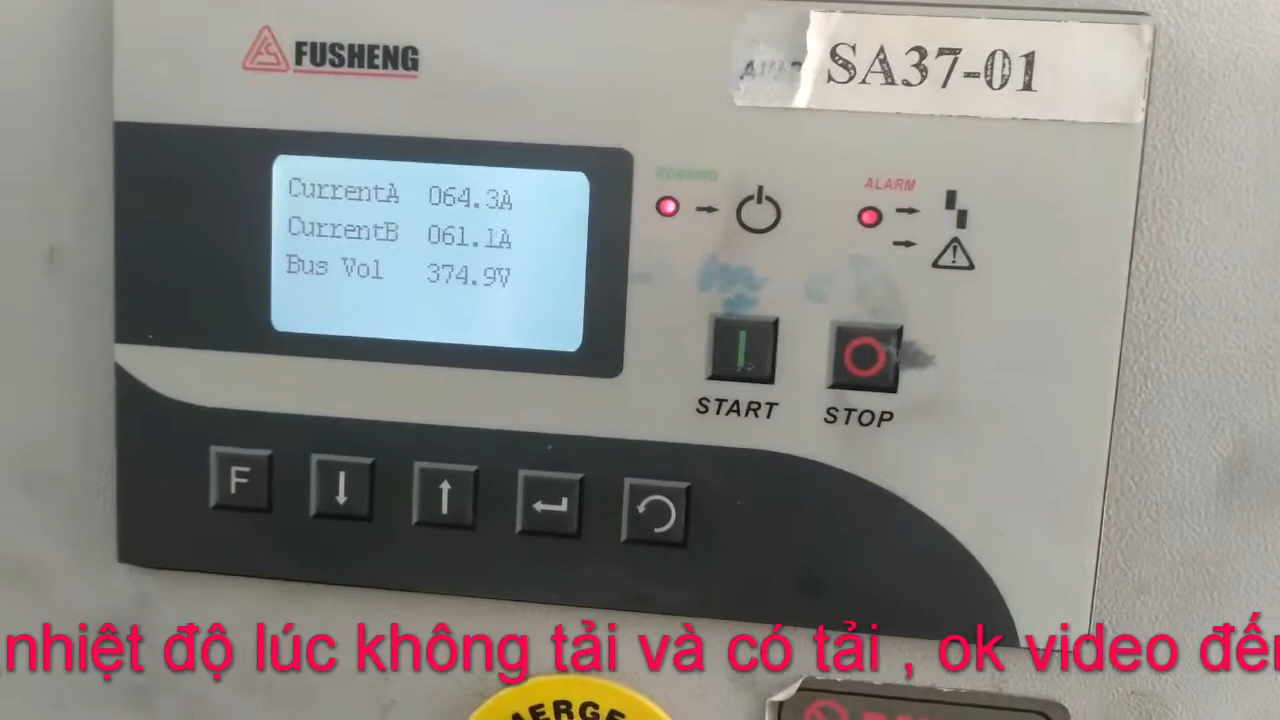 FUSHENG
SA37-01
CurrentA 064.3A
CurrentB 061.1A
Bus Vol 374.9V
RUNNING
ALARM
START
STOP
F
nhiệt độ lúc không tải và có tải , ok video đến